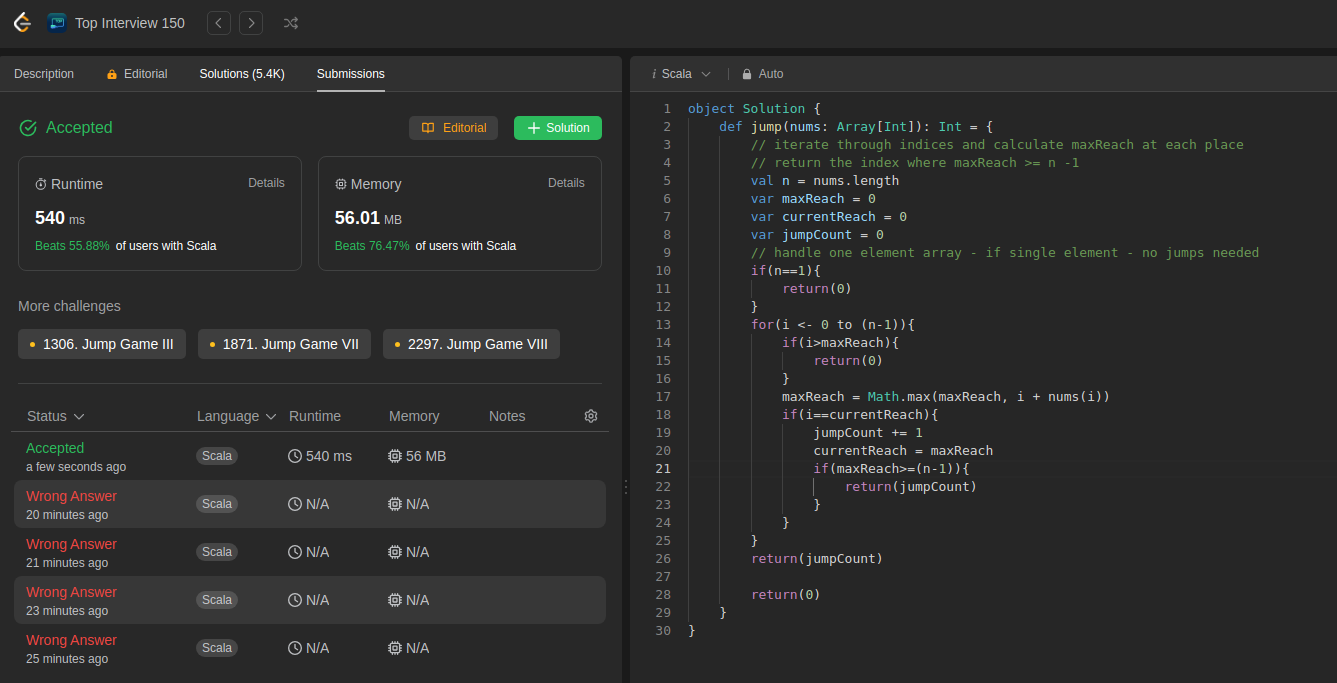 Top Interview 150
Description Editorial Solutions (5.4K) Submissions
Accepted Editorial Solution
Runtime Details
540 ms
Beats 55.88% of users with Scala
Memory Details
56.01 MB
Beats 76.47% of users with Scala
More challenges
1306. Jump Game III 1871. Jump Game VII 2297. Jump Game VIII
Status Language Runtime Memory Notes
Accepted
a few seconds ago
Scala 540 ms 56 MB
Wrong Answer
20 minutes ago
Scala N/A N/A
Wrong Answer
21 minutes ago
Scala N/A N/A
Wrong Answer
23 minutes ago
Scala N/A N/A
Wrong Answer
25 minutes ago
Scala N/A N/A
i Scala Auto
1 object Solution {
2 def jump(nums: Array[Int]): Int = {
3 // iterate through indices and calculate maxReach at each place
4 // return the index where maxReach >= n -1
5 val n = nums.length
6 var maxReach = 0
7 var currentReach = 0
8 var jumpCount = 0
9 // handle one element array - if single element - no jumps needed
10 if(n==1){
11 return(0)
12 }
13 for(i <- 0 to (n-1)){
14 if(i>maxReach){
15 return(0)
16 }
17 maxReach = Math.max(maxReach, i + nums(i))
18 if(i==currentReach){
19 jumpCount += 1
20 currentReach = maxReach
21 if(maxReach>=(n-1)){
22 return(jumpCount)
23 }
24 }
25 }
26 return(jumpCount)
27
28 return(0)
29 }
30 }